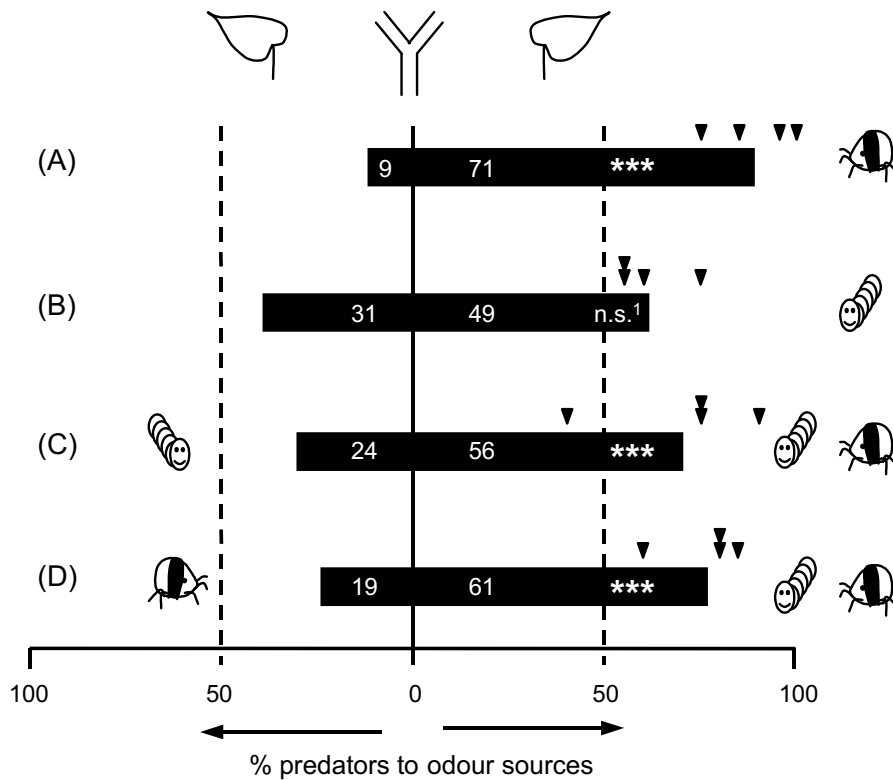 (A) 9 71 ***
(B) 31 49 n.s.¹
(C) 24 56 ***
(D) 19 61 ***
100 50 0 50 100
% predators to odour sources